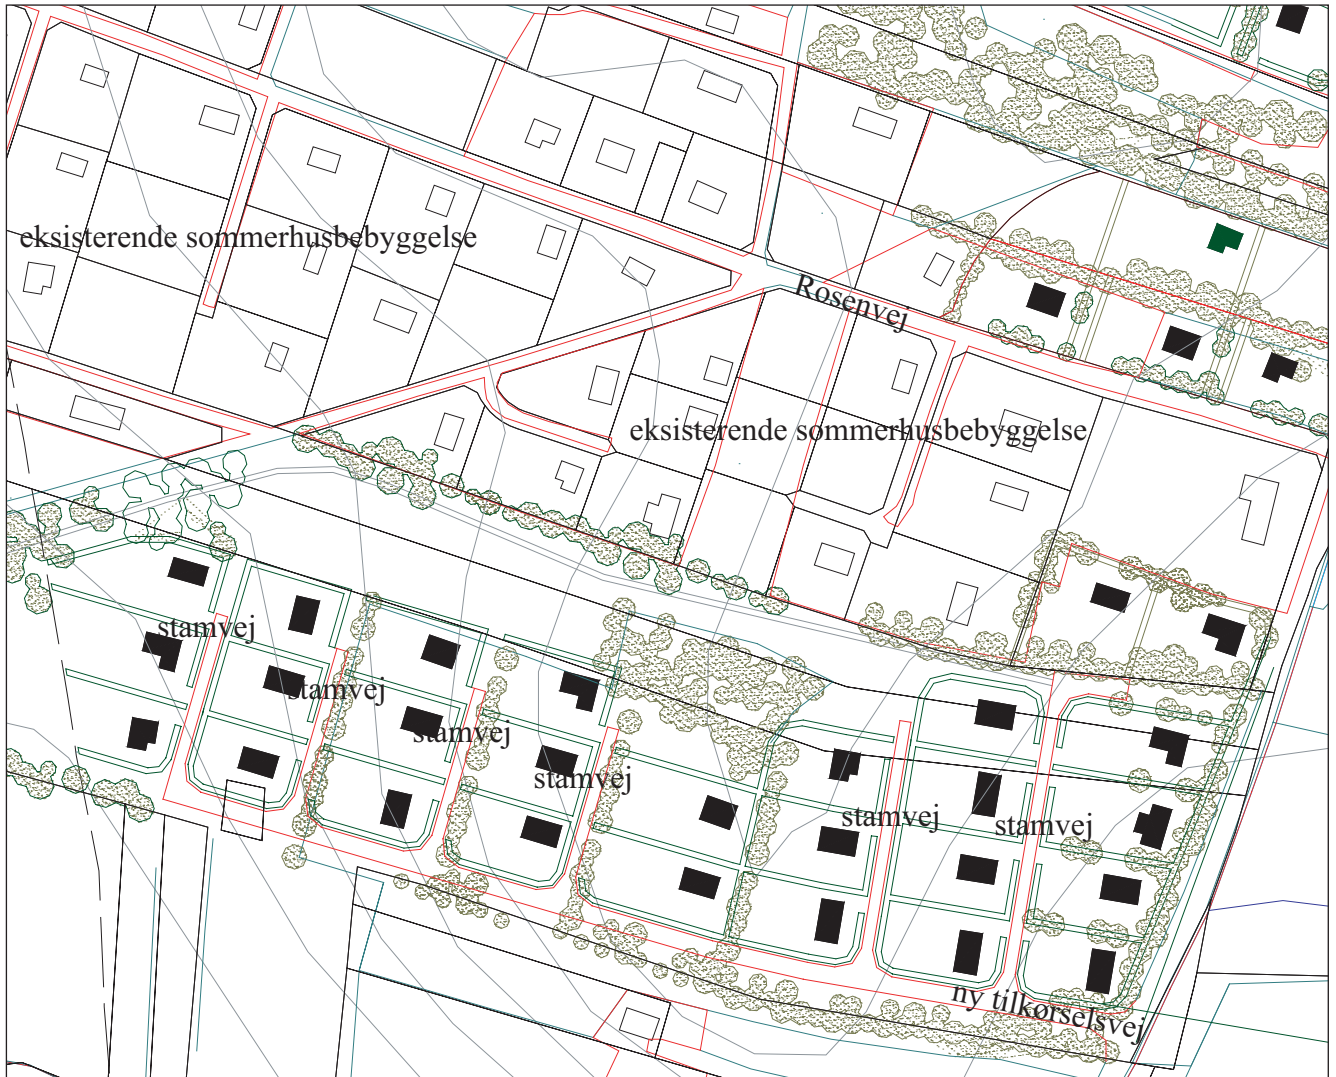 eksisterende sommerhusbebyggelse
Rosenvej
eksisterende sommerhusbebyggelse
stamvej
stamvej
stamvej
stamvej
stamvej
stamvej
ny tilkørselsvej